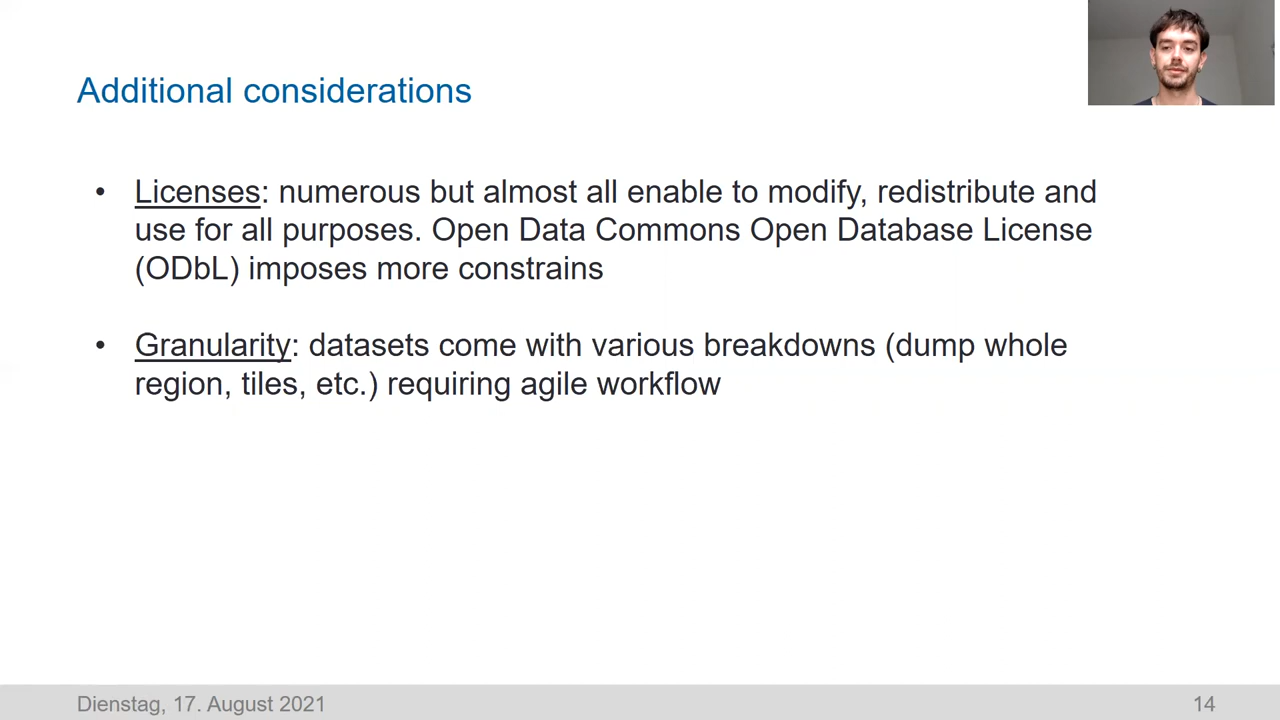 Additional considerations
• Licenses: numerous but almost all enable to modify, redistribute and
use for all purposes. Open Data Commons Open Database License
(ODbL) imposes more constrains
• Granularity: datasets come with various breakdowns (dump whole
region, tiles, etc.) requiring agile workflow
Dienstag, 17. August 2021
14